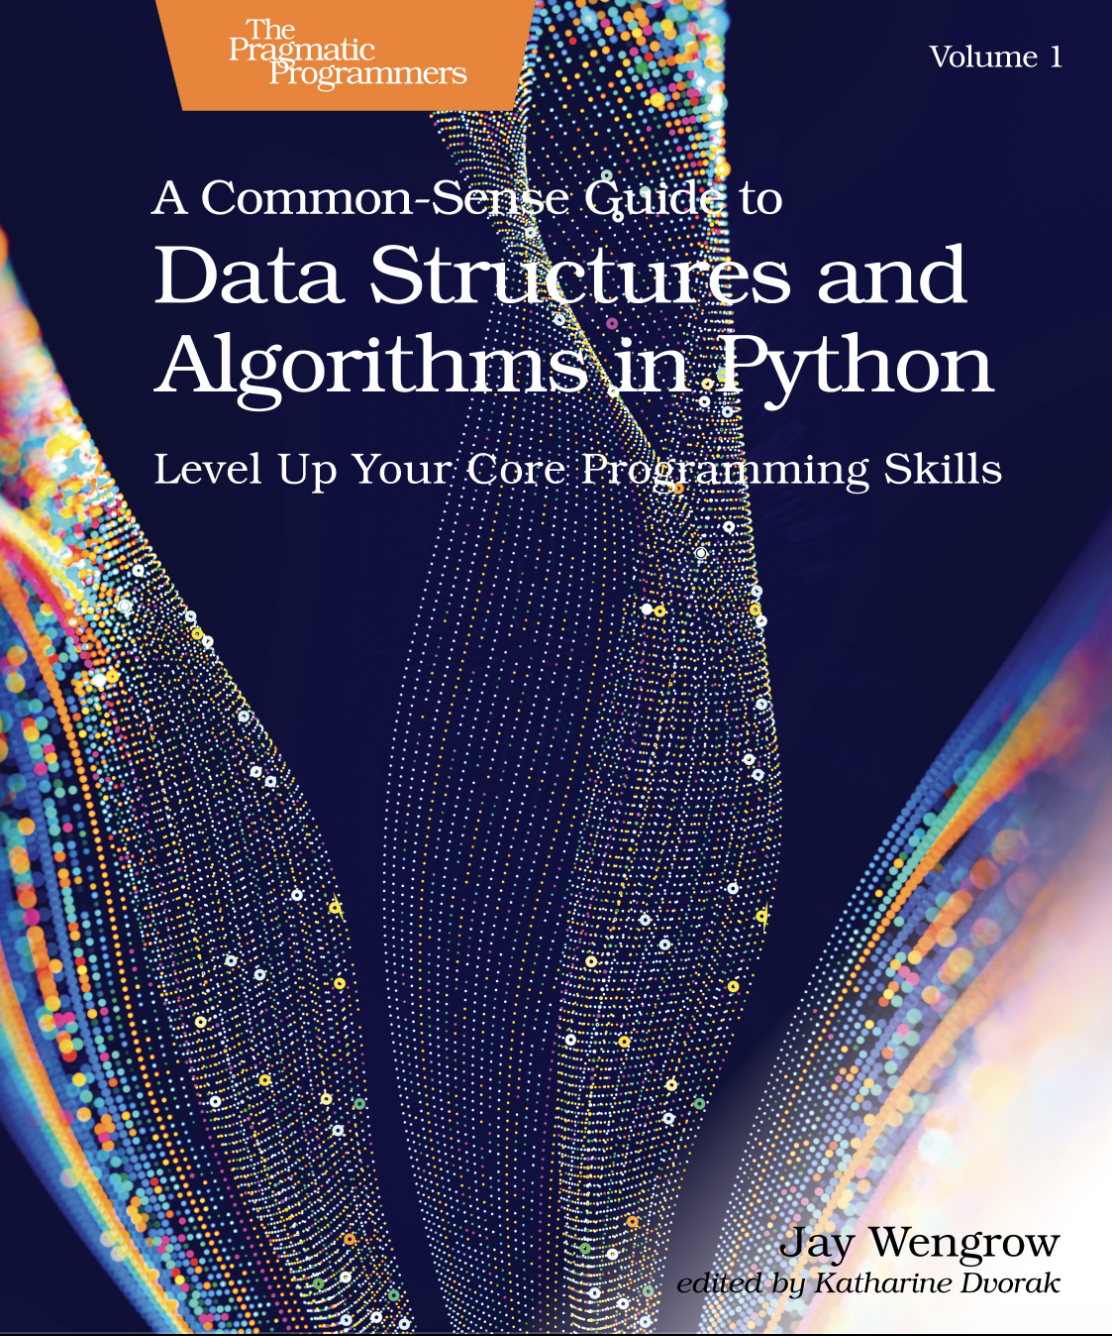 The
Pragmatic
Programmers
Volume 1
A Common-Sense Guide to
Data Structures and
Algorithms in Python
Level Up Your Core Programming Skills
Jay Wengrow
edited by Katharine Dvorak